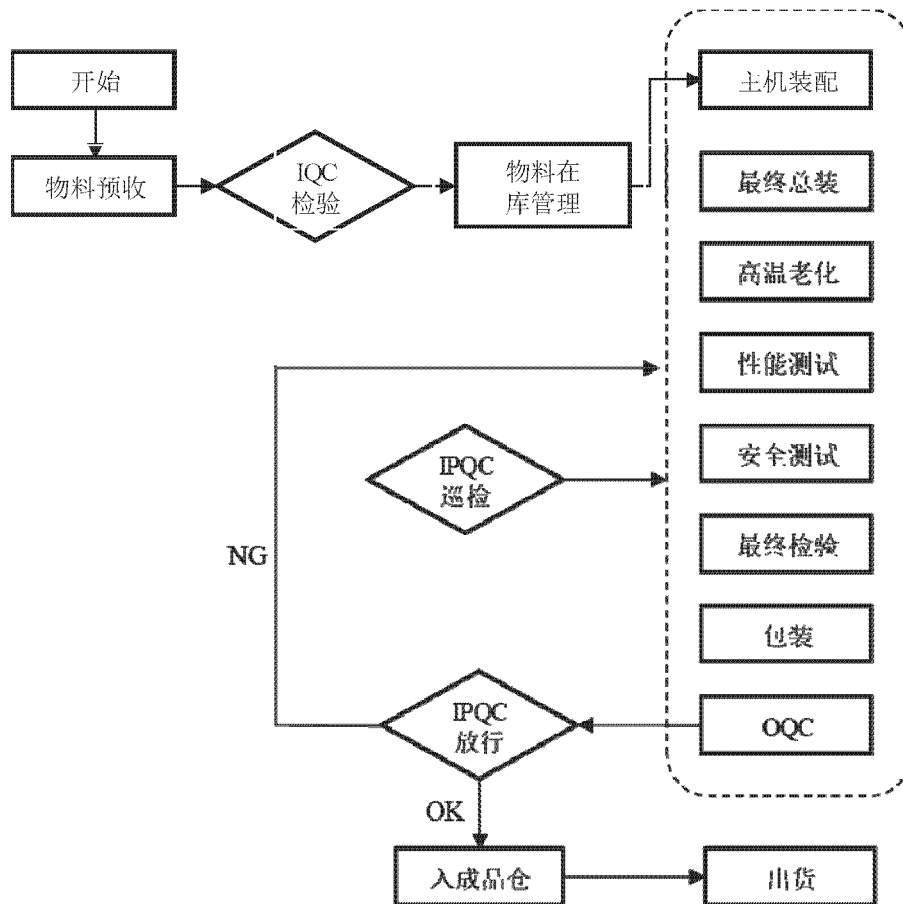 开始
物料预收
IQC
检验
物料在
库管理
主机装配
最终总装
高温老化
性能测试
安全测试
最终检验
包装
OQC
IPQC
巡检
NG
IPQC
放行
OK
入成品仓
出货